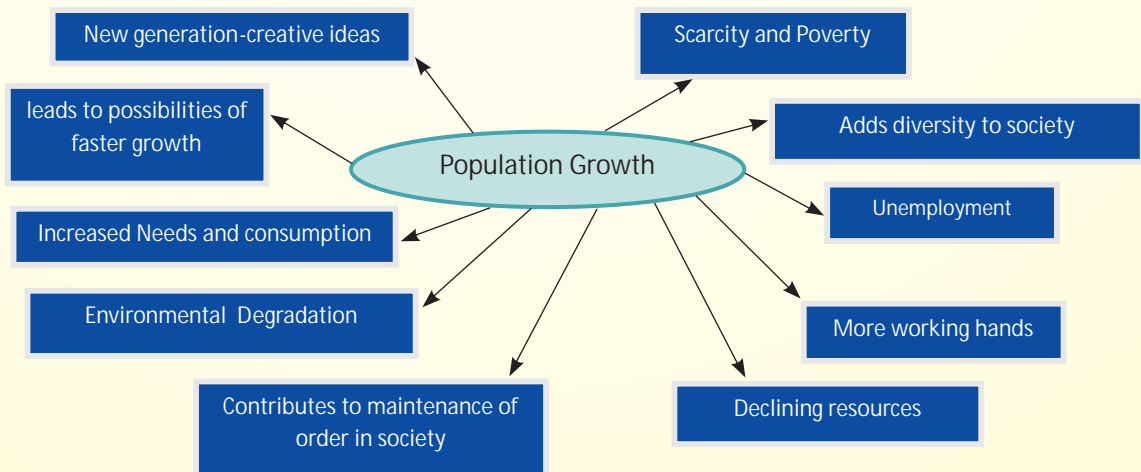 New generation-creative ideas
Scarcity and Poverty
leads to possibilities of
faster growth
Adds diversity to society
Population Growth
Unemployment
Increased Needs and consumption
Environmental Degradation
More working hands
Contributes to maintenance of
order in society
Declining resources